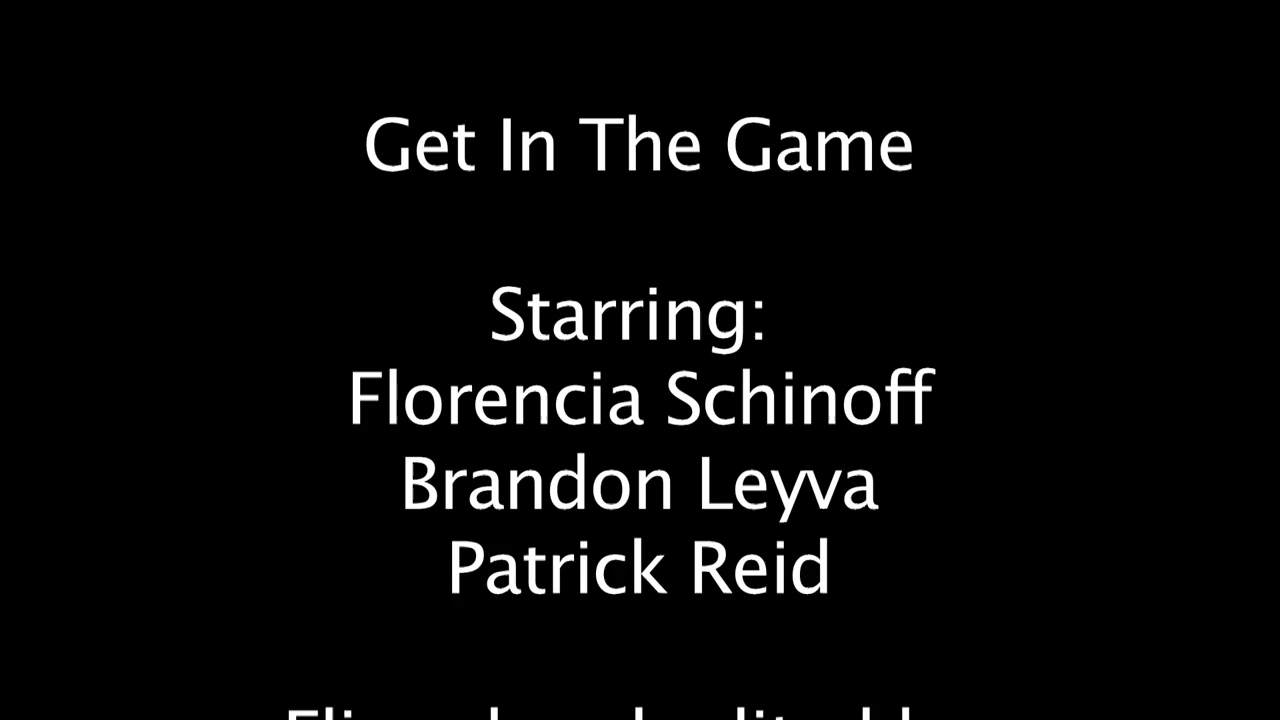 Get In The Game
Starring:
Florencia Schinoff
Brandon Leyva
Patrick Reid